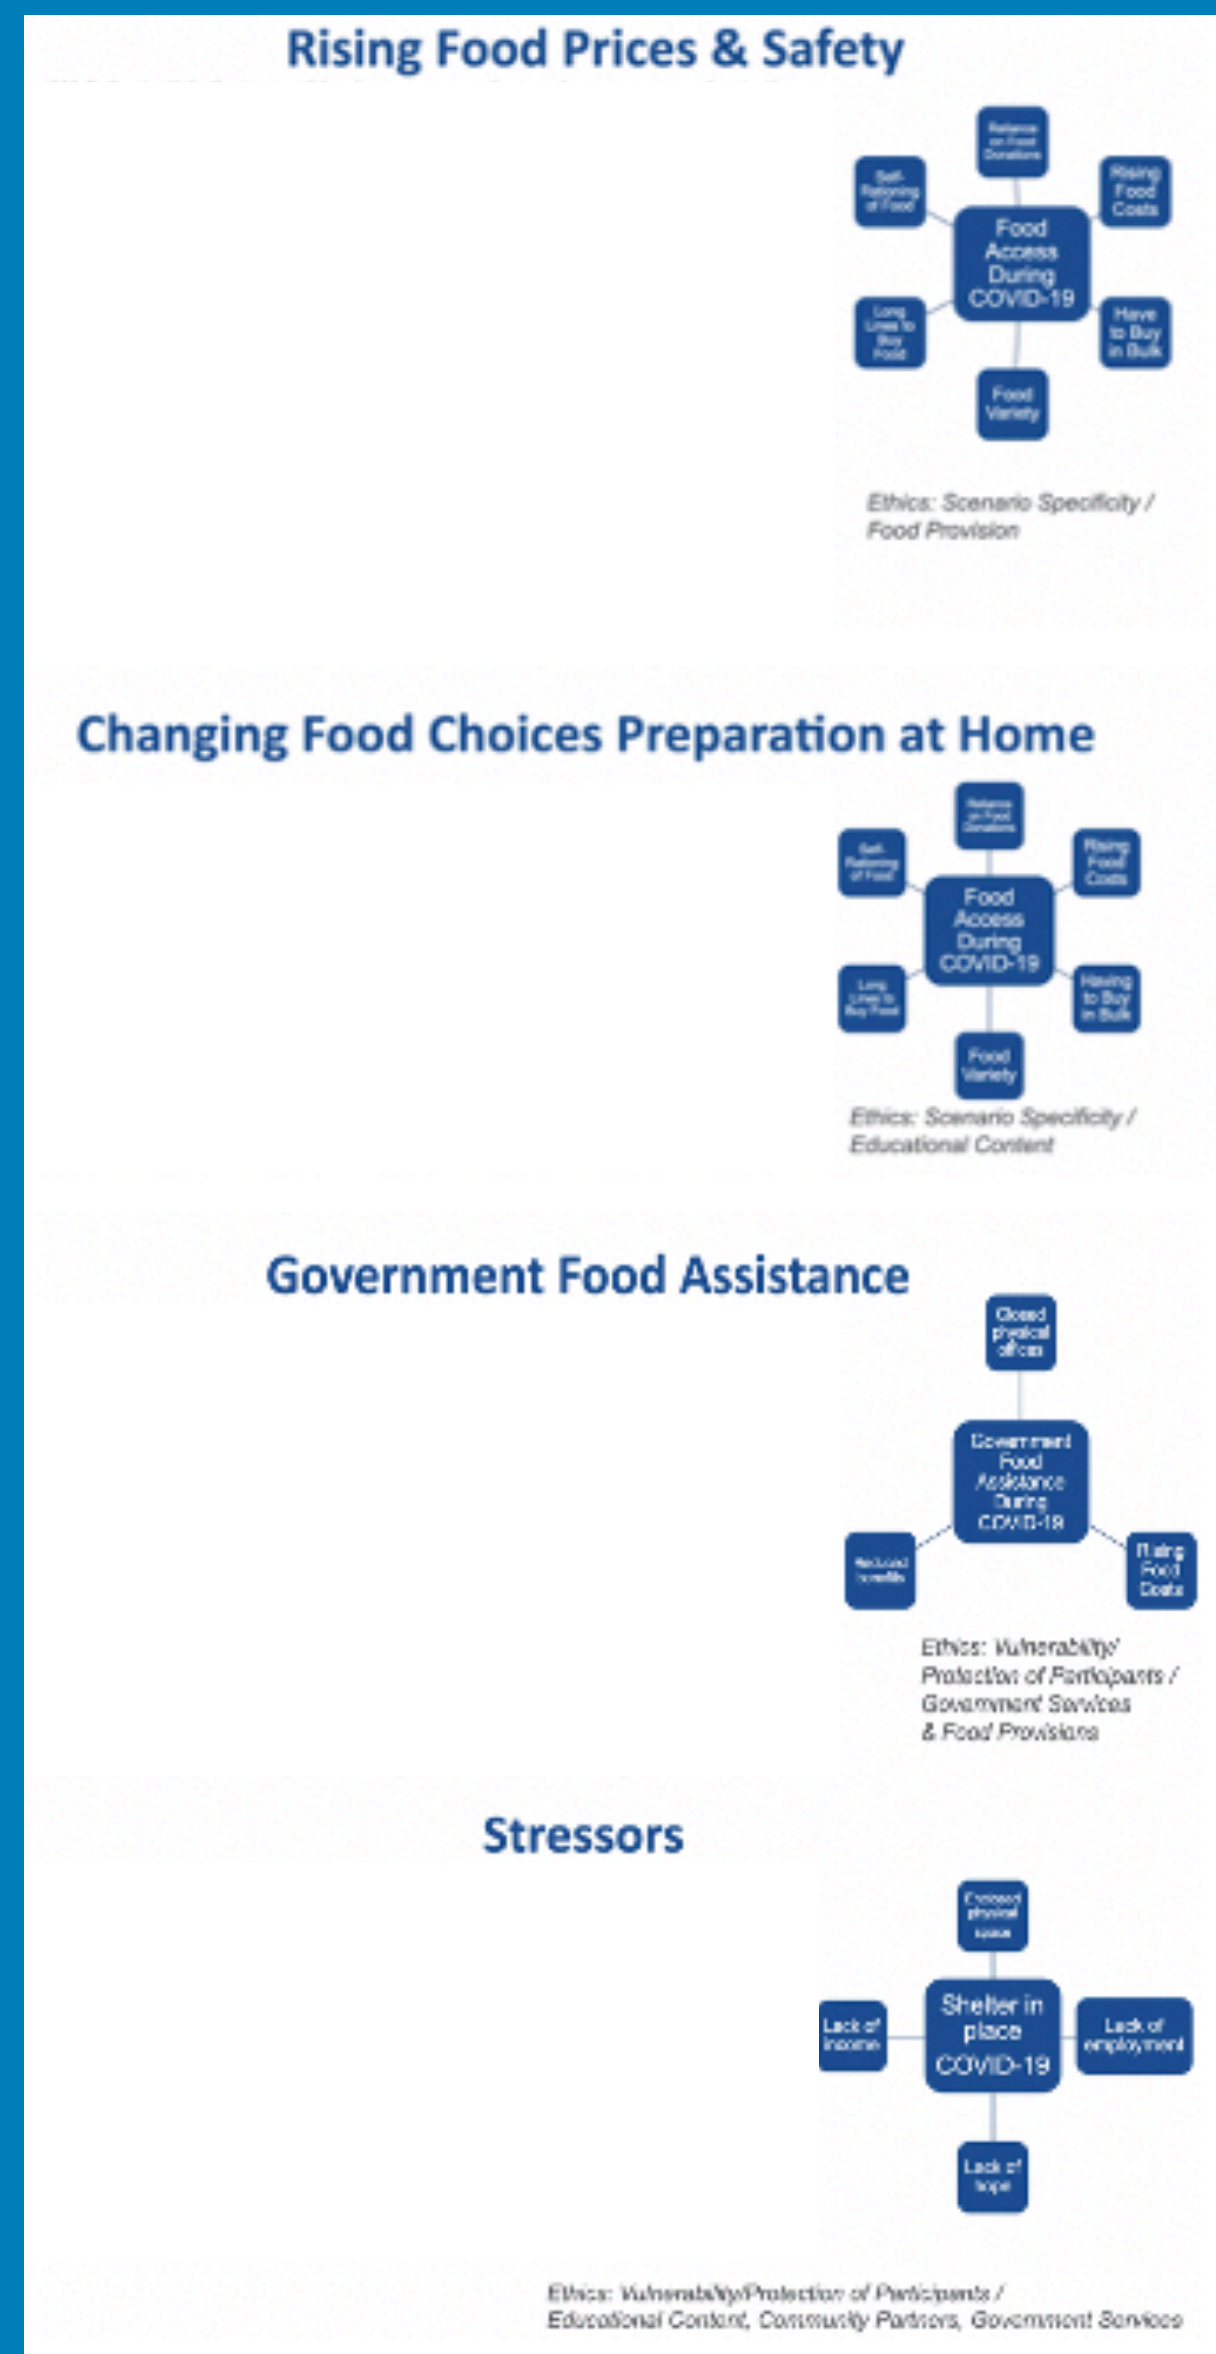 Rising Food Prices & Safety
Reliance
on Food
Donations
Self-
Rationing
of Food
Rising
Food
Costs
Food
Access
During
COVID-19
Long
Lines to
Buy
Food
Have
to Buy
in Bulk
Food
Variety
Ethics: Scenario Specificity /
Food Provision
Changing Food Choices Preparation at Home
Reliance
on Food
Donations
Self-
Rationing
of Food
Rising
Food
Costs
Food
Access
During
COVID-19
Long
Lines to
Buy Food
Having
to Buy
in Bulk
Food
Variety
Ethics: Scenario Specificity /
Educational Content
Government Food Assistance
Closed
physical
offices
Government
Food
Assistance
During
COVID-19
Reduced
benefits
Rising
Food
Costs
Ethics: Vulnerability/
Protection of Participants /
Government Services
& Food Provisions
Stressors
Enclosed
physical
space
Lack of
income
Shelter in
place
COVID-19
Lack of
employment
Lack of
hope
Ethics: Vulnerability/Protection of Participants /
Educational Content, Community Partners, Government Services